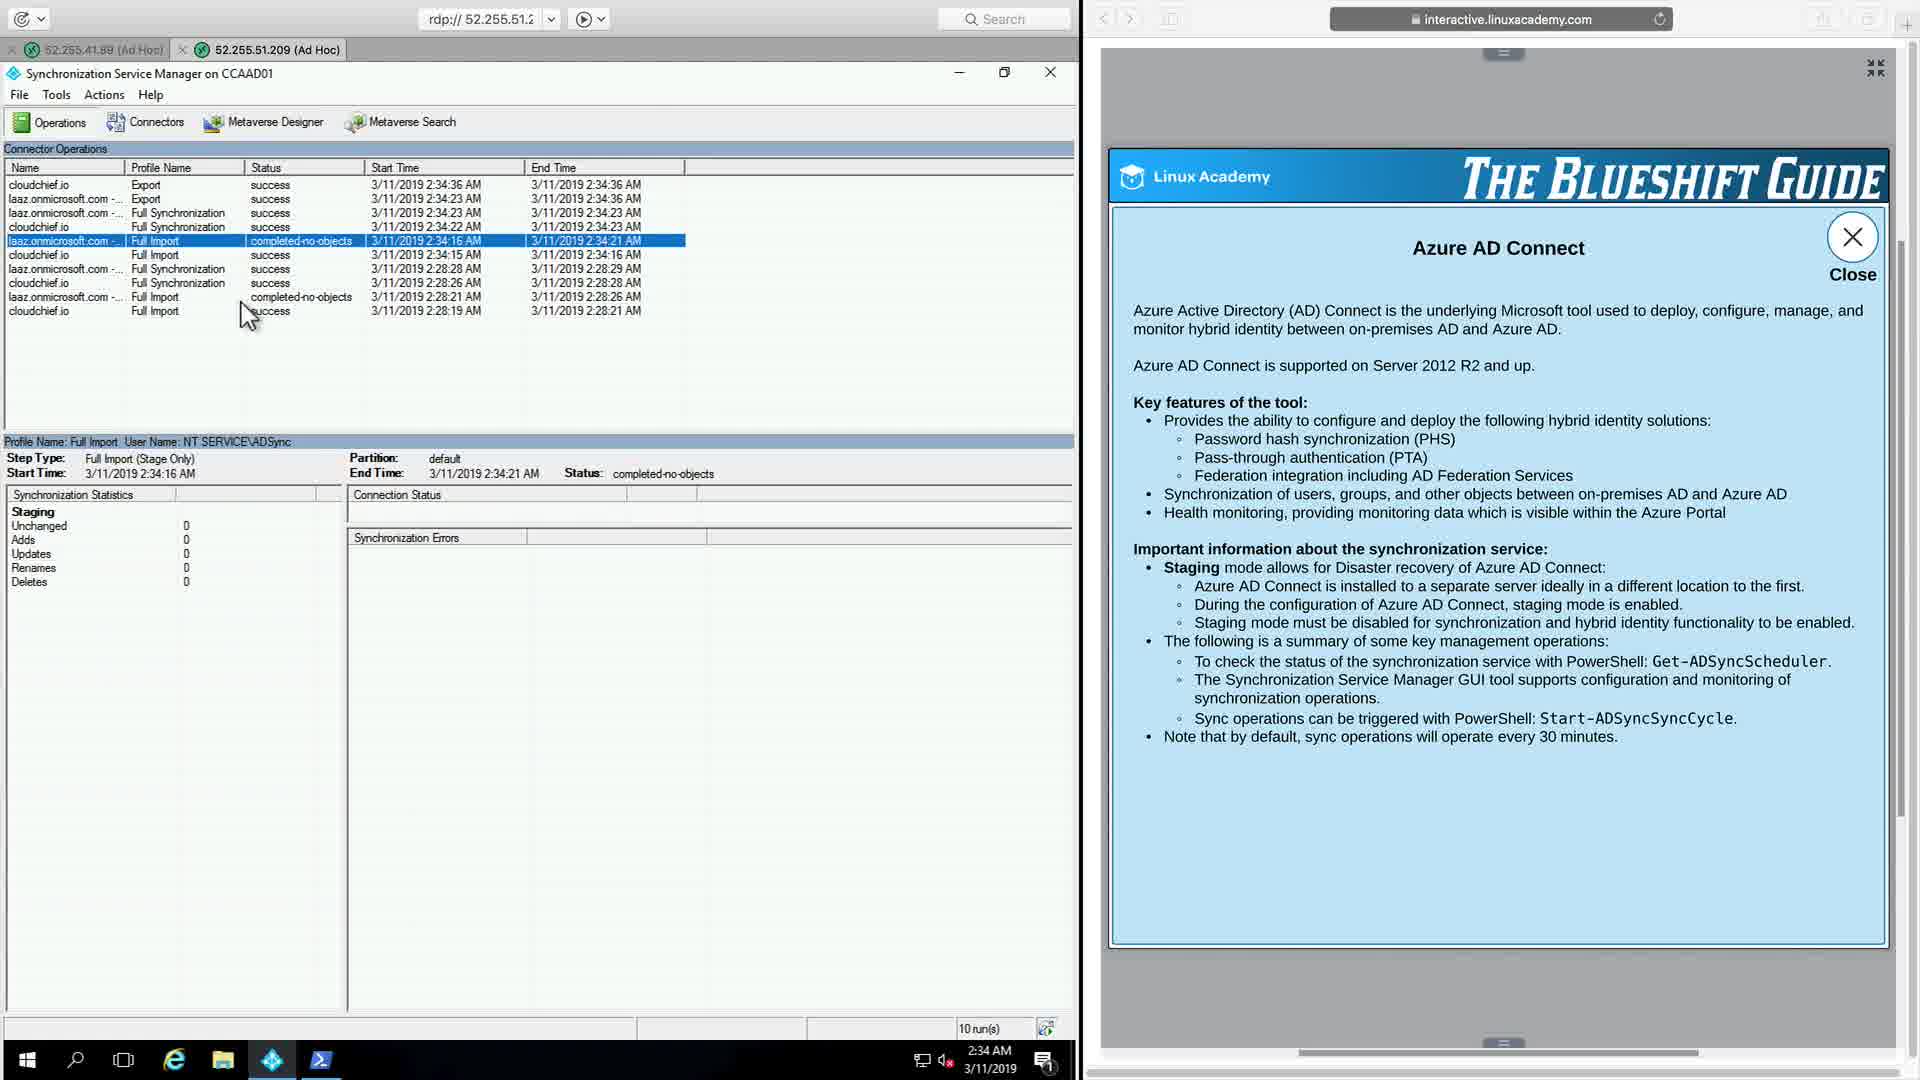 rdp:// 52.255.51.2
Search
52.255.41.89 (Ad Hoc)
52.255.51.209 (Ad Hoc)
Synchronization Service Manager on CCAAD01
File Tools Actions Help
Operations Connectors Metaverse Designer Metaverse Search
Connector Operations
Name Profile Name Status Start Time End Time
cloudchief.io Export success 3/11/2019 2:34:36 AM 3/11/2019 2:34:36 AM
laaz.onmicrosoft.com -... Export success 3/11/2019 2:34:23 AM 3/11/2019 2:34:36 AM
laaz.onmicrosoft.com -... Full Synchronization success 3/11/2019 2:34:23 AM 3/11/2019 2:34:23 AM
cloudchief.io Full Synchronization success 3/11/2019 2:34:22 AM 3/11/2019 2:34:23 AM
laaz.onmicrosoft.com -... Full Import completed-no-objects 3/11/2019 2:34:16 AM 3/11/2019 2:34:21 AM
cloudchief.io Full Import success 3/11/2019 2:34:15 AM 3/11/2019 2:34:16 AM
laaz.onmicrosoft.com -... Full Synchronization success 3/11/2019 2:28:28 AM 3/11/2019 2:28:29 AM
cloudchief.io Full Synchronization success 3/11/2019 2:28:26 AM 3/11/2019 2:28:28 AM
laaz.onmicrosoft.com -... Full Import completed-no-objects 3/11/2019 2:28:21 AM 3/11/2019 2:28:26 AM
cloudchief.io Full Import success 3/11/2019 2:28:19 AM 3/11/2019 2:28:21 AM
Profile Name: Full Import User Name: NT SERVICE\ADSync
Step Type: Full Import (Stage Only) Partition: default
Start Time: 3/11/2019 2:34:16 AM End Time: 3/11/2019 2:34:21 AM Status: completed-no-objects
Synchronization Statistics
Staging
Unchanged 0
Adds 0
Updates 0
Renames 0
Deletes 0
Connection Status
Synchronization Errors
10 run(s)
2:34 AM
3/11/2019
1
interactive.linuxacademy.com
Linux Academy
THE BLUESHIFT GUIDE
Azure AD Connect
Close
Azure Active Directory (AD) Connect is the underlying Microsoft tool used to deploy, configure, manage, and
monitor hybrid identity between on-premises AD and Azure AD.
Azure AD Connect is supported on Server 2012 R2 and up.
Key features of the tool:
• Provides the ability to configure and deploy the following hybrid identity solutions:
◦ Password hash synchronization (PHS)
◦ Pass-through authentication (PTA)
◦ Federation integration including AD Federation Services
• Synchronization of users, groups, and other objects between on-premises AD and Azure AD
• Health monitoring, providing monitoring data which is visible within the Azure Portal
Important information about the synchronization service:
• Staging mode allows for Disaster recovery of Azure AD Connect:
◦ Azure AD Connect is installed to a separate server ideally in a different location to the first.
◦ During the configuration of Azure AD Connect, staging mode is enabled.
◦ Staging mode must be disabled for synchronization and hybrid identity functionality to be enabled.
• The following is a summary of some key management operations:
◦ To check the status of the synchronization service with PowerShell: Get-ADSyncScheduler.
◦ The Synchronization Service Manager GUI tool supports configuration and monitoring of
synchronization operations.
◦ Sync operations can be triggered with PowerShell: Start-ADSyncSyncCycle.
• Note that by default, sync operations will operate every 30 minutes.